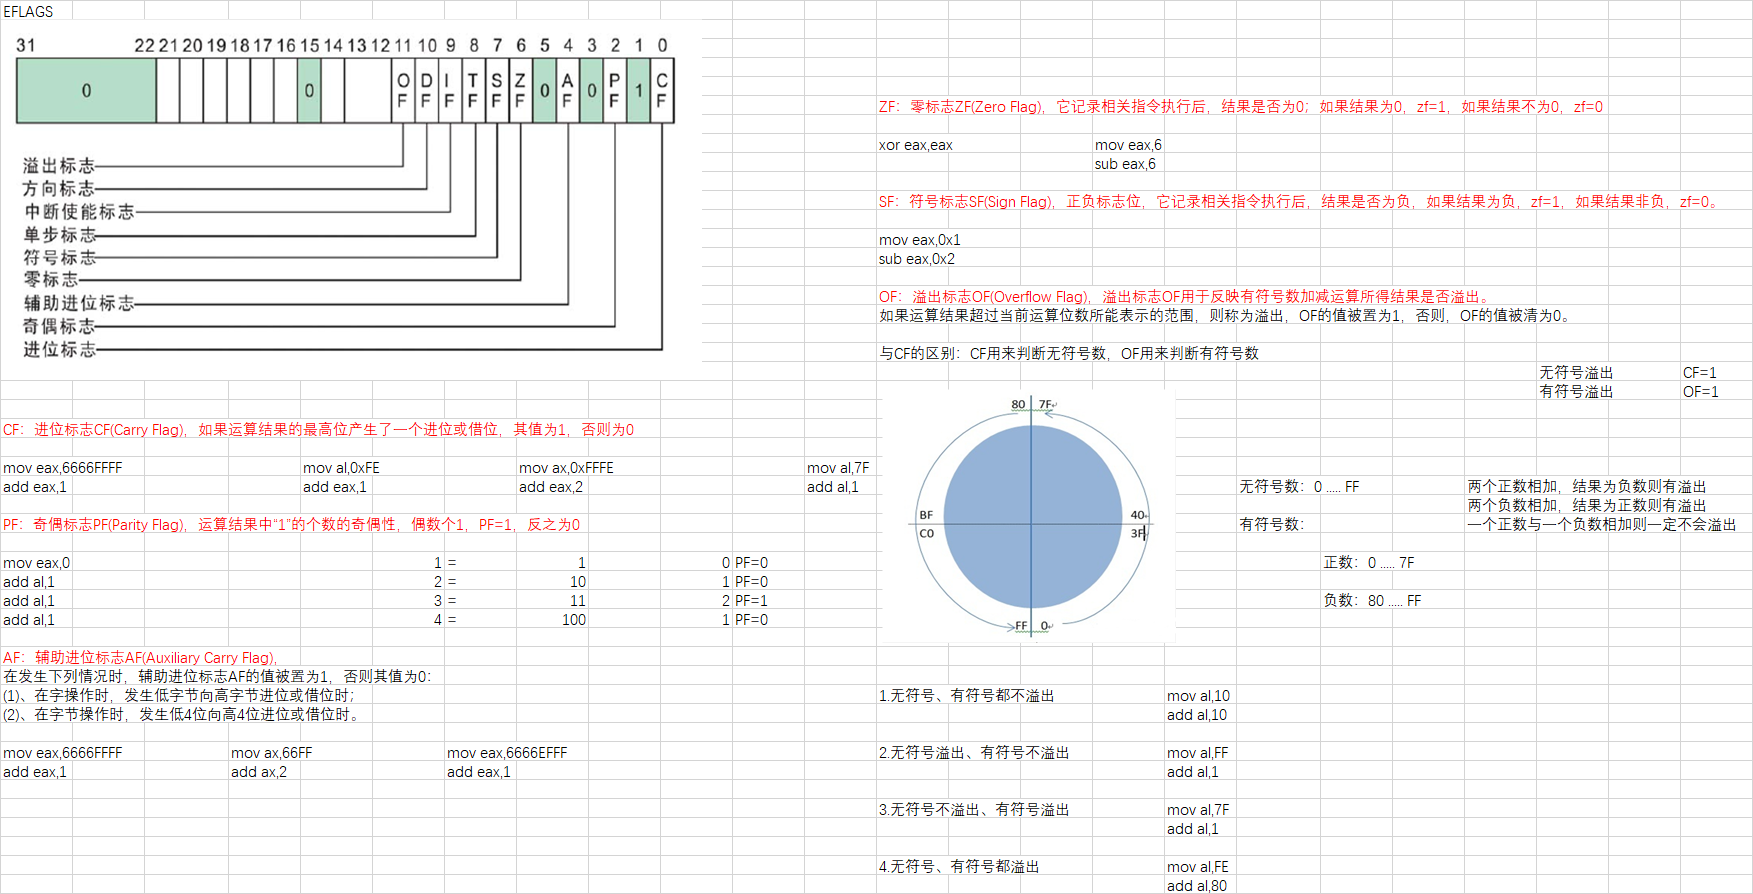 EFLAGS
31 22 21 20 19 18 17 16 15 14 13 12 11 10 9 8 7 6 5 4 3 2 1 0
0 0 OF DF IF TF SF ZF 0 AF 0 PF 1 CF
溢出标志
方向标志
中断使能标志
单步标志
符号标志
零标志
辅助进位标志
奇偶标志
进位标志
CF：进位标志CF(Carry Flag)，如果运算结果的最高位产生了一个进位或借位，其值为1，否则为0
mov eax,6666FFFF mov al,0xFE mov ax,0xFFFE mov al,7F
add eax,1 add eax,1 add eax,2 add al,1
PF：奇偶标志PF(Parity Flag)，运算结果中“1”的个数的奇偶性，偶数个1，PF=1，反之为0
mov eax,0 1 = 1 0 PF=0
add al,1 2 = 10 1 PF=0
add al,1 3 = 11 2 PF=1
add al,1 4 = 100 1 PF=0
AF：辅助进位标志AF(Auxiliary Carry Flag),
在发生下列情况时，辅助进位标志AF的值被置为1，否则其值为0：
(1)、在字操作时，发生低字节向高字节进位或借位时；
(2)、在字节操作时，发生低4位向高4位进位或借位时。
mov eax,6666FFFF mov ax,66FF mov eax,6666EFFF
add eax,1 add ax,2 add eax,1
ZF：零标志ZF(Zero Flag)，它记录相关指令执行后，结果是否为0；如果结果为0，zf=1，如果结果不为0，zf=0
xor eax,eax mov eax,6
sub eax,6
SF：符号标志SF(Sign Flag)，正负标志位，它记录相关指令执行后，结果是否为负，如果结果为负，zf=1，如果结果非负，zf=0。
mov eax,0x1
sub eax,0x2
OF：溢出标志OF(Overflow Flag)，溢出标志OF用于反映有符号数加减运算所得结果是否溢出。
如果运算结果超过当前运算位数所能表示的范围，则称为溢出，OF的值被置为1，否则，OF的值被清为0。
与CF的区别：CF用来判断无符号数，OF用来判断有符号数
无符号溢出 CF=1
有符号溢出 OF=1
80 7F
BF 40
C0 3F
FF 0
无符号数：0 ..... FF 两个正数相加，结果为负数则有溢出
两个负数相加，结果为正数则有溢出
有符号数： 一个正数与一个负数相加则一定不会溢出
正数：0 ..... 7F
负数：80 ..... FF
1.无符号、有符号都不溢出 mov al,10
add al,10
2.无符号溢出、有符号不溢出 mov al,FF
add al,1
3.无符号不溢出、有符号溢出 mov al,7F
add al,1
4.无符号、有符号都溢出 mov al,FE
add al,80